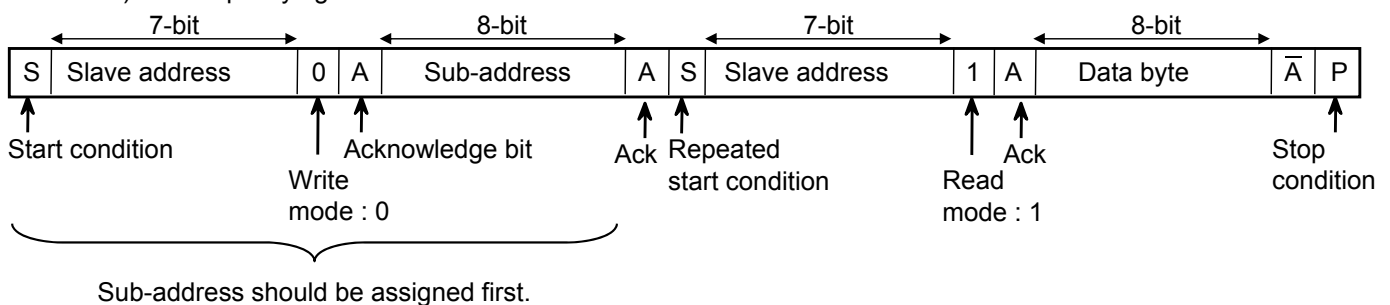 7-bit 8-bit 7-bit 8-bit
S Slave address 0 A Sub-address A S Slave address 1 A Data byte A̅ P
Start condition Acknowledge bit Ack Repeated Ack Stop
start condition condition
Write Read
mode : 0 mode : 1
Sub-address should be assigned first.